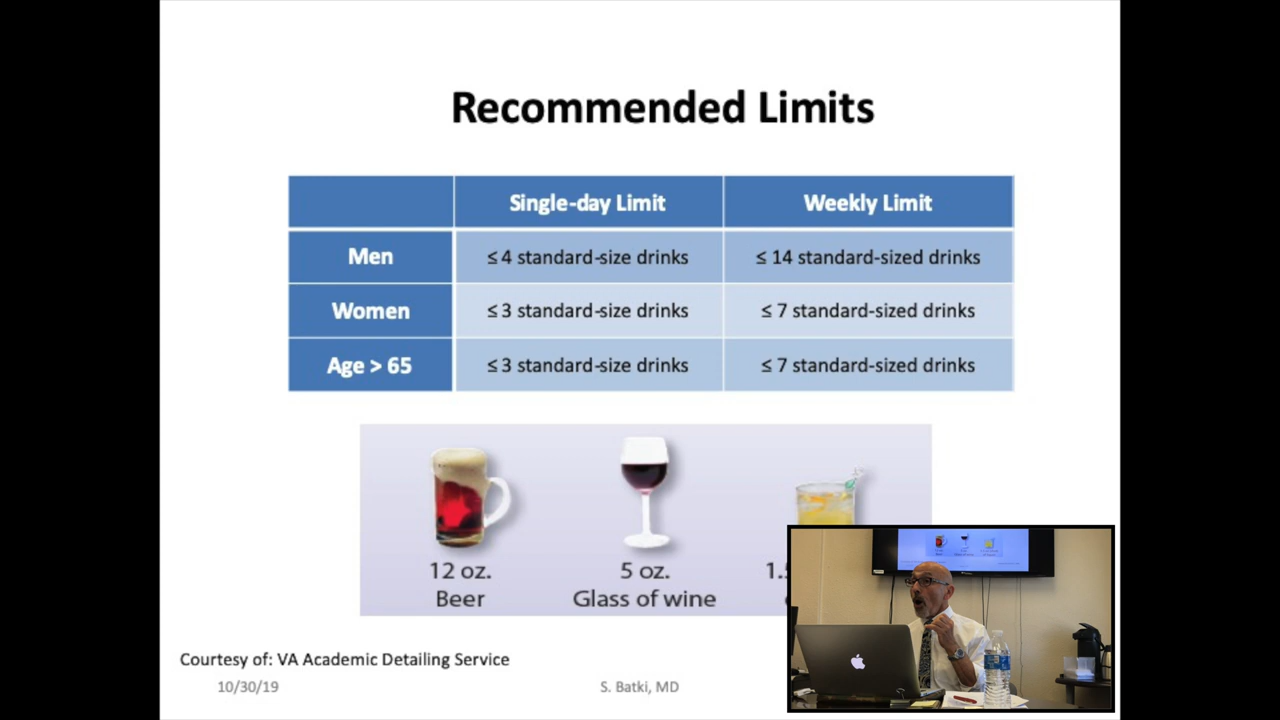 Recommended Limits
Single-day Limit Weekly Limit
Men ≤ 4 standard-size drinks ≤ 14 standard-sized drinks
Women ≤ 3 standard-size drinks ≤ 7 standard-sized drinks
Age > 65 ≤ 3 standard-size drinks ≤ 7 standard-sized drinks
12 oz. 5 oz.
Beer Glass of wine
Courtesy of: VA Academic Detailing Service
10/30/19 S. Batki, MD